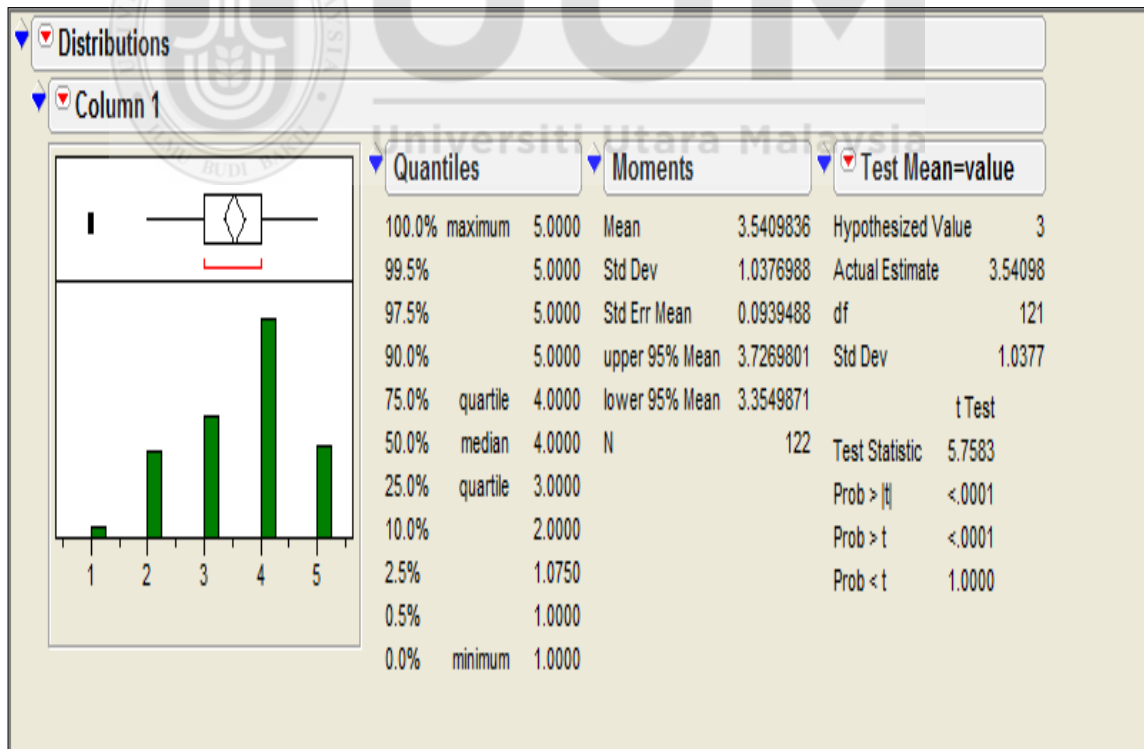 Distributions
Column 1
UUM
Universiti Utara Malaysia
ILMU BUDI BAKTI
1 2 3 4 5
Quantiles
100.0% maximum 5.0000
99.5% 5.0000
97.5% 5.0000
90.0% 5.0000
75.0% quartile 4.0000
50.0% median 4.0000
25.0% quartile 3.0000
10.0% 2.0000
2.5% 1.0750
0.5% 1.0000
0.0% minimum 1.0000
Moments
Mean 3.5409836
Std Dev 1.0376988
Std Err Mean 0.0939488
upper 95% Mean 3.7269801
lower 95% Mean 3.3549871
N 122
Test Mean=value
Hypothesized Value 3
Actual Estimate 3.54098
df 121
Std Dev 1.0377
t Test
Test Statistic 5.7583
Prob > |t| <.0001
Prob > t <.0001
Prob < t 1.0000